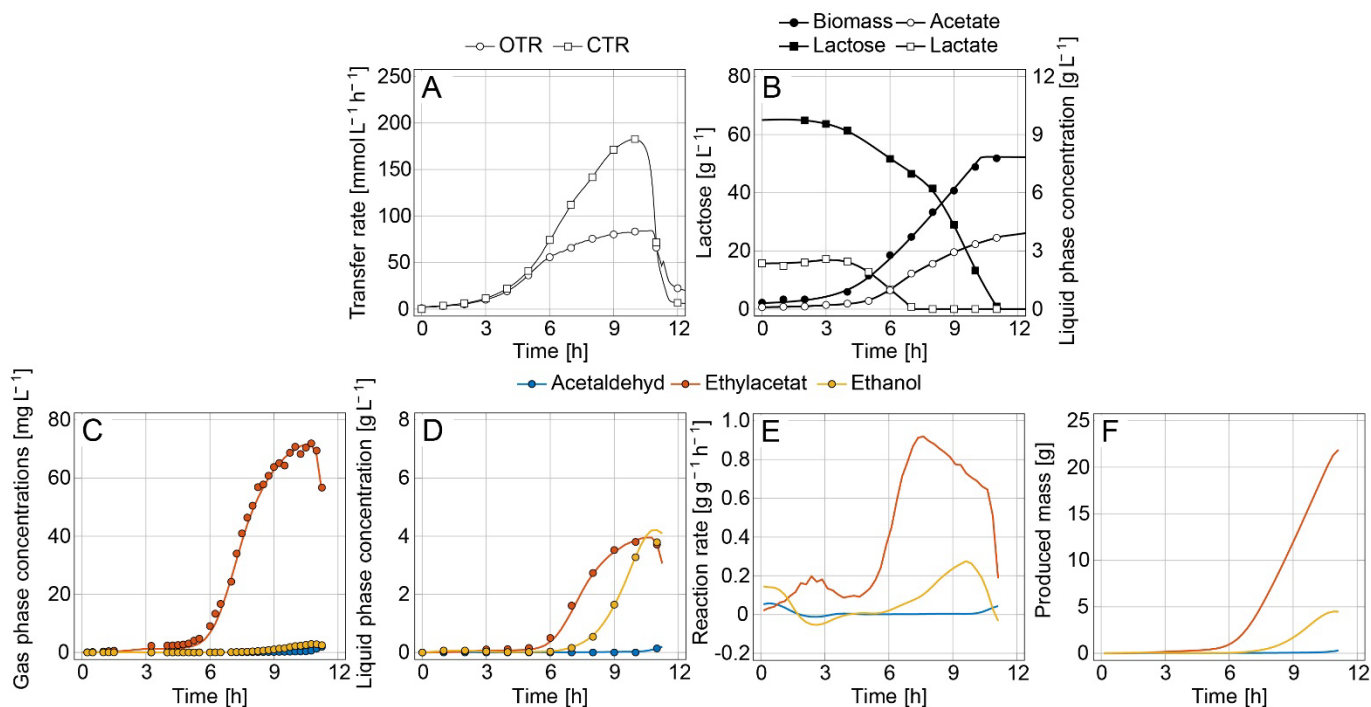 Biomass Acetate
OTR CTR Lactose Lactate
A
Transfer rate [mmol L⁻¹ h⁻¹]
250
200
150
100
50
0
0 3 6 9 12
Time [h]
B
Lactose [g L⁻¹]
80
60
40
20
0
12
9
6
3
0
Liquid phase concentration [g L⁻¹]
0 3 6 9 12
Time [h]
Acetaldehyd Ethylacetat Ethanol
C
Gas phase concentrations [mg L⁻¹]
80
60
40
20
0
0 3 6 9 12
Time [h]
D
Liquid phase concentration [g L⁻¹]
8
6
4
2
0
0 3 6 9 12
Time [h]
E
Reaction rate [g g⁻¹ h⁻¹]
1.0
0.8
0.6
0.4
0.2
0
-0.2
0 3 6 9 12
Time [h]
F
Produced mass [g]
25
20
15
10
5
0
0 3 6 9 12
Time [h]